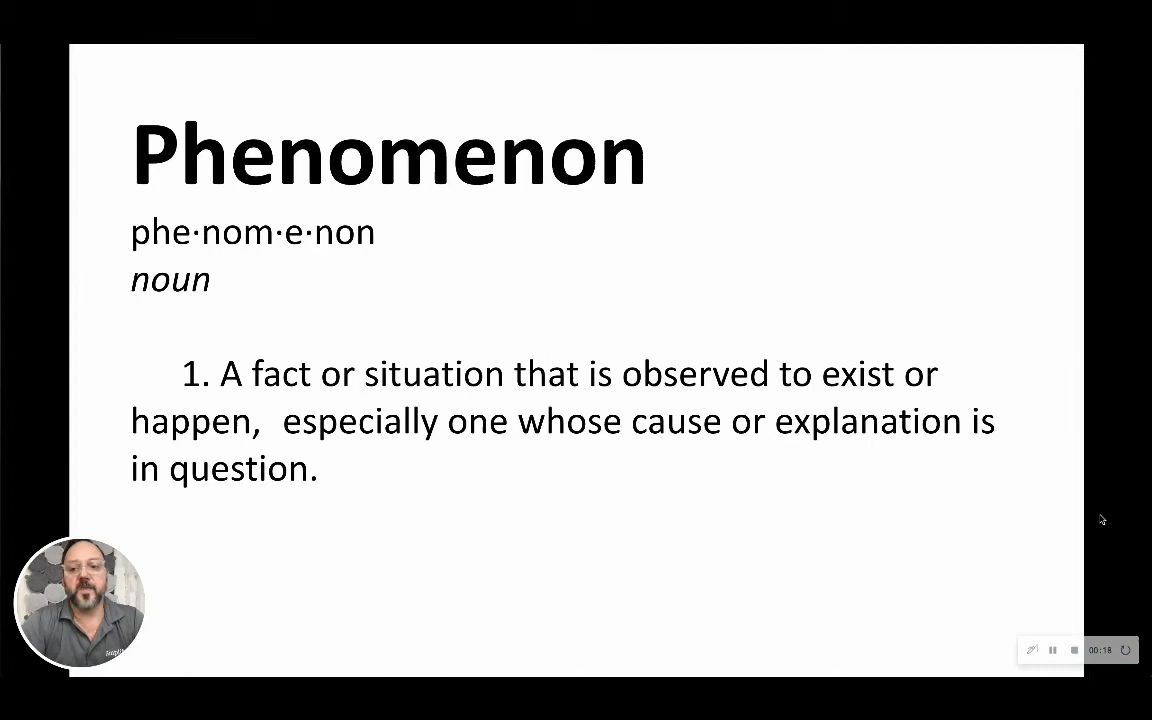 Phenomenon
phe·nom·e·non
noun
1. A fact or situation that is observed to exist or
happen, especially one whose cause or explanation is
in question.
00:18